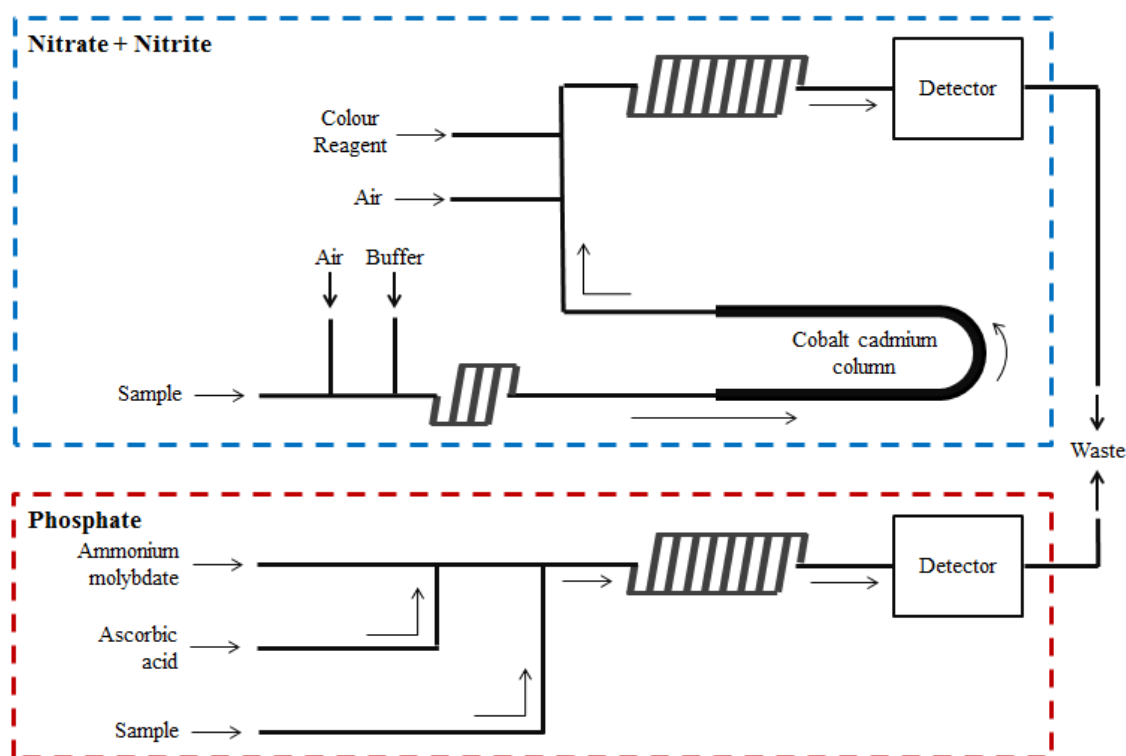 Nitrate + Nitrite
Detector
Colour
Reagent
Air
Air
Buffer
Cobalt cadmium
column
Sample
Waste
Phosphate
Ammonium
molybdate
Detector
Ascorbic
acid
Sample